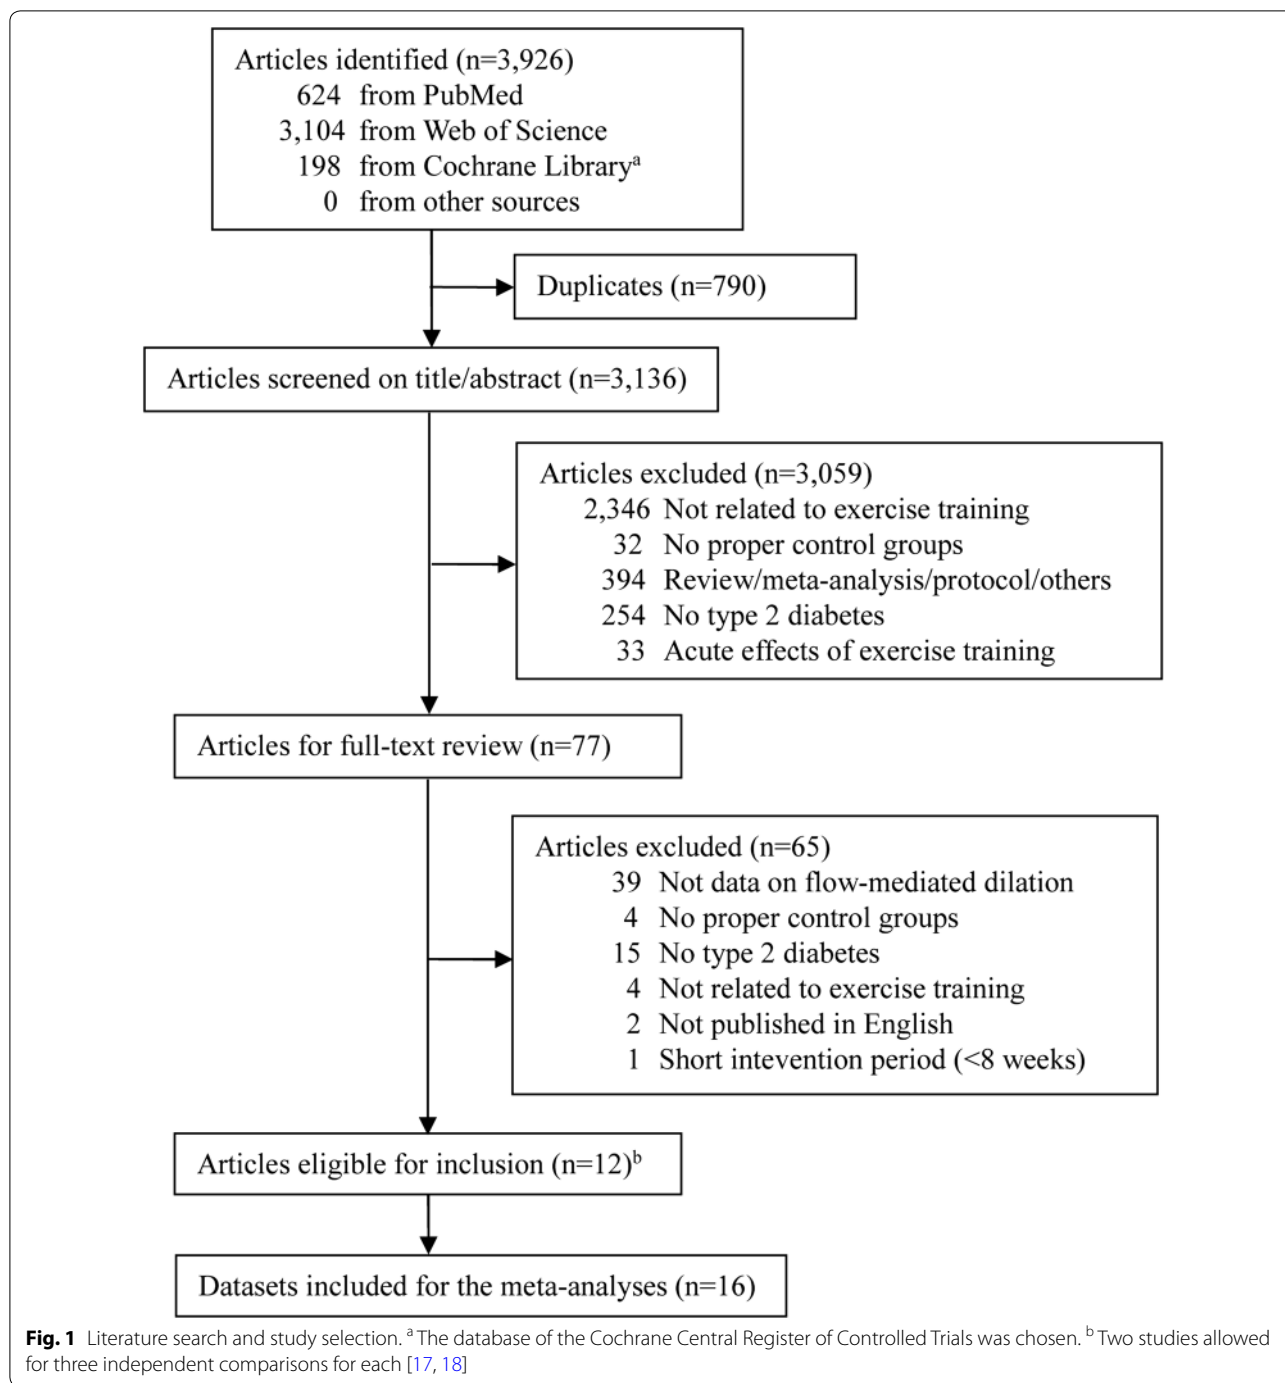 Articles identified (n=3,926)
624 from PubMed
3,104 from Web of Science
198 from Cochrane Libraryᵃ
0 from other sources
Duplicates (n=790)
Articles screened on title/abstract (n=3,136)
Articles excluded (n=3,059)
2,346 Not related to exercise training
32 No proper control groups
394 Review/meta-analysis/protocol/others
254 No type 2 diabetes
33 Acute effects of exercise training
Articles for full-text review (n=77)
Articles excluded (n=65)
39 Not data on flow-mediated dilation
4 No proper control groups
15 No type 2 diabetes
4 Not related to exercise training
2 Not published in English
1 Short intevention period (<8 weeks)
Articles eligible for inclusion (n=12)ᵇ
Datasets included for the meta-analyses (n=16)
Fig. 1 Literature search and study selection. ᵃ The database of the Cochrane Central Register of Controlled Trials was chosen. ᵇ Two studies allowed
for three independent comparisons for each [17, 18]